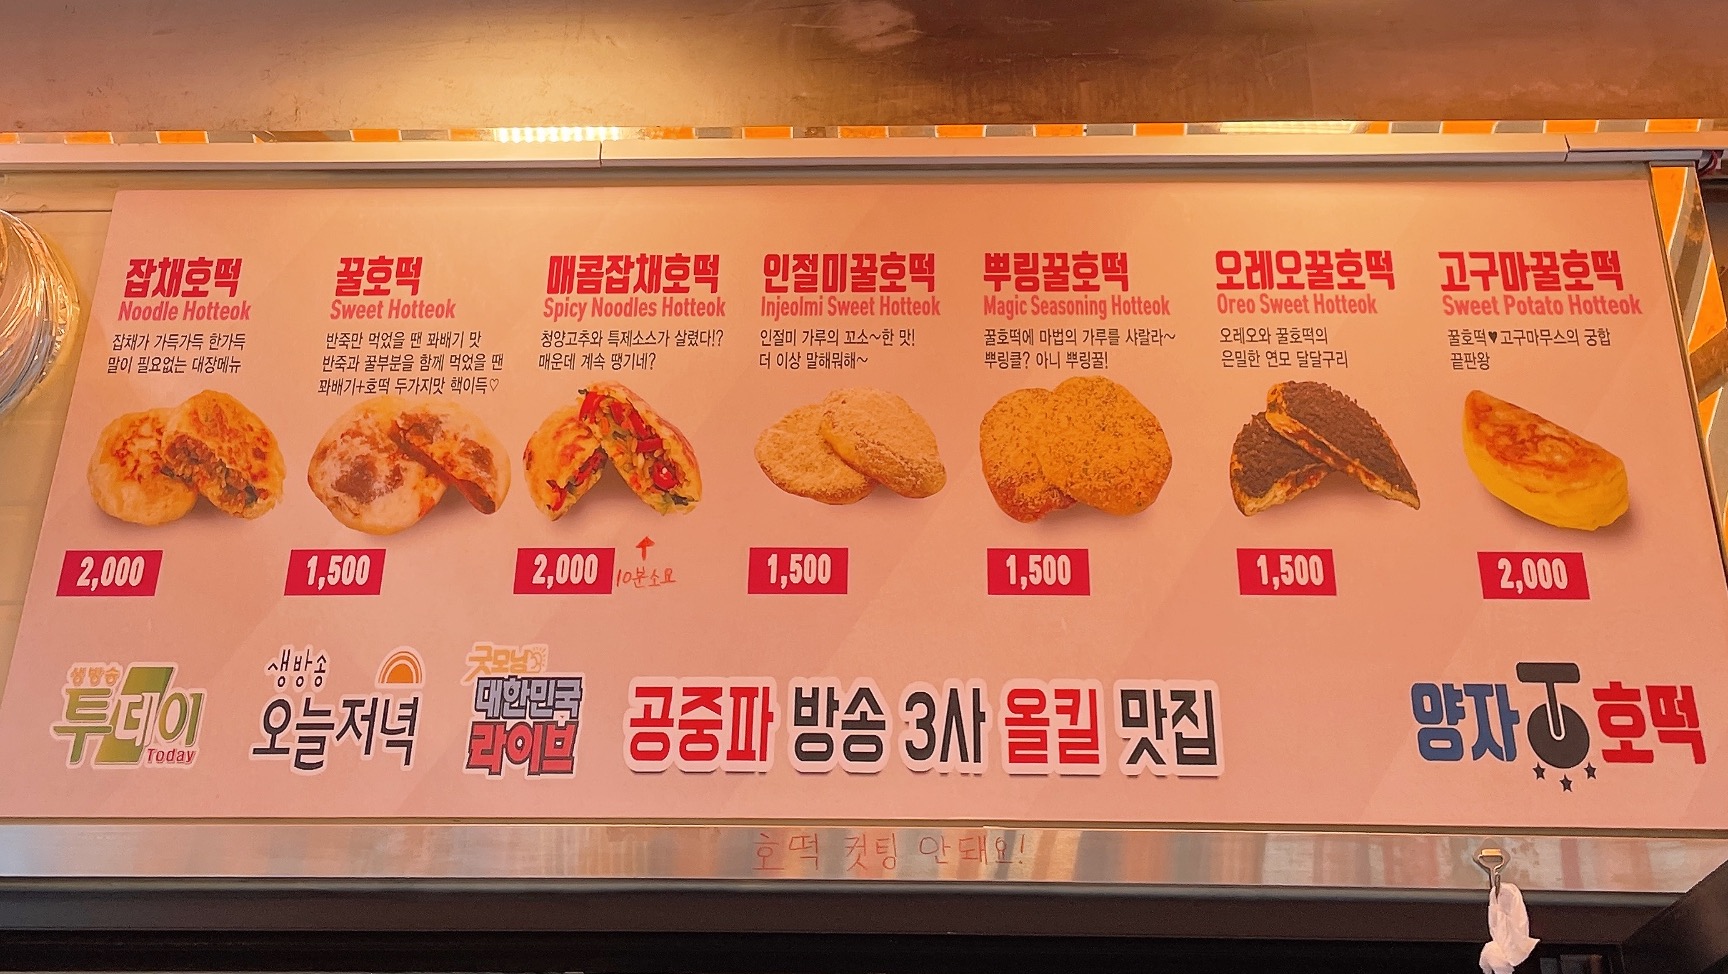 잡채호떡
Noodle Hotteok
잡채가 가득가득 한가득
말이 필요없는 대장메뉴
2,000
꿀호떡
Sweet Hotteok
반죽만 먹었을 땐 꽈배기 맛
반죽과 꿀부분을 함께 먹었을 땐
꽈배기+호떡 두가지맛 핵이득♡
1,500
매콤잡채호떡
Spicy Noodles Hotteok
청양고추와 특제소스가 살렸다!?
매운데 계속 땡기네?
2,000
10분소요
인절미꿀호떡
Injeolmi Sweet Hotteok
인절미 가루의 꼬소~한 맛!
더 이상 말해뭐해~
1,500
뿌링꿀호떡
Magic Seasoning Hotteok
꿀호떡에 마법의 가루를 사랄라~
뿌링클? 아니 뿌링꿀!
1,500
오레오꿀호떡
Oreo Sweet Hotteok
오레오와 꿀호떡의
은밀한 연모 달달구리
1,500
고구마꿀호떡
Sweet Potato Hotteok
꿀호떡♥고구마무스의 궁합
끝판왕
2,000
생방송
투데이
Today
생방송
오늘저녁
굿모닝
대한민국
라이브
공중파 방송 3사 올킬 맛집
양자 호떡
호떡 컷팅 안돼요!